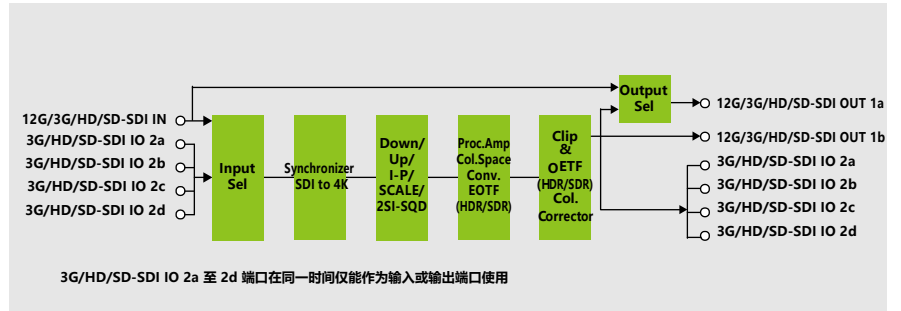 12G/3G/HD/SD-SDI IN
3G/HD/SD-SDI IO 2a
3G/HD/SD-SDI IO 2b
3G/HD/SD-SDI IO 2c
3G/HD/SD-SDI IO 2d
Input
Sel
Synchronizer
SDI to 4K
Down/
Up/
I-P/
SCALE/
2SI-SQD
Proc.Amp
Col.Space
Conv.
EOTF
(HDR/SDR)
Clip
&
OETF
(HDR/SDR)
Col.
Corrector
Output
Sel
12G/3G/HD/SD-SDI OUT 1a
12G/3G/HD/SD-SDI OUT 1b
3G/HD/SD-SDI IO 2a
3G/HD/SD-SDI IO 2b
3G/HD/SD-SDI IO 2c
3G/HD/SD-SDI IO 2d
3G/HD/SD-SDI IO 2a 至 2d 端口在同一时间仅能作为输入或输出端口使用